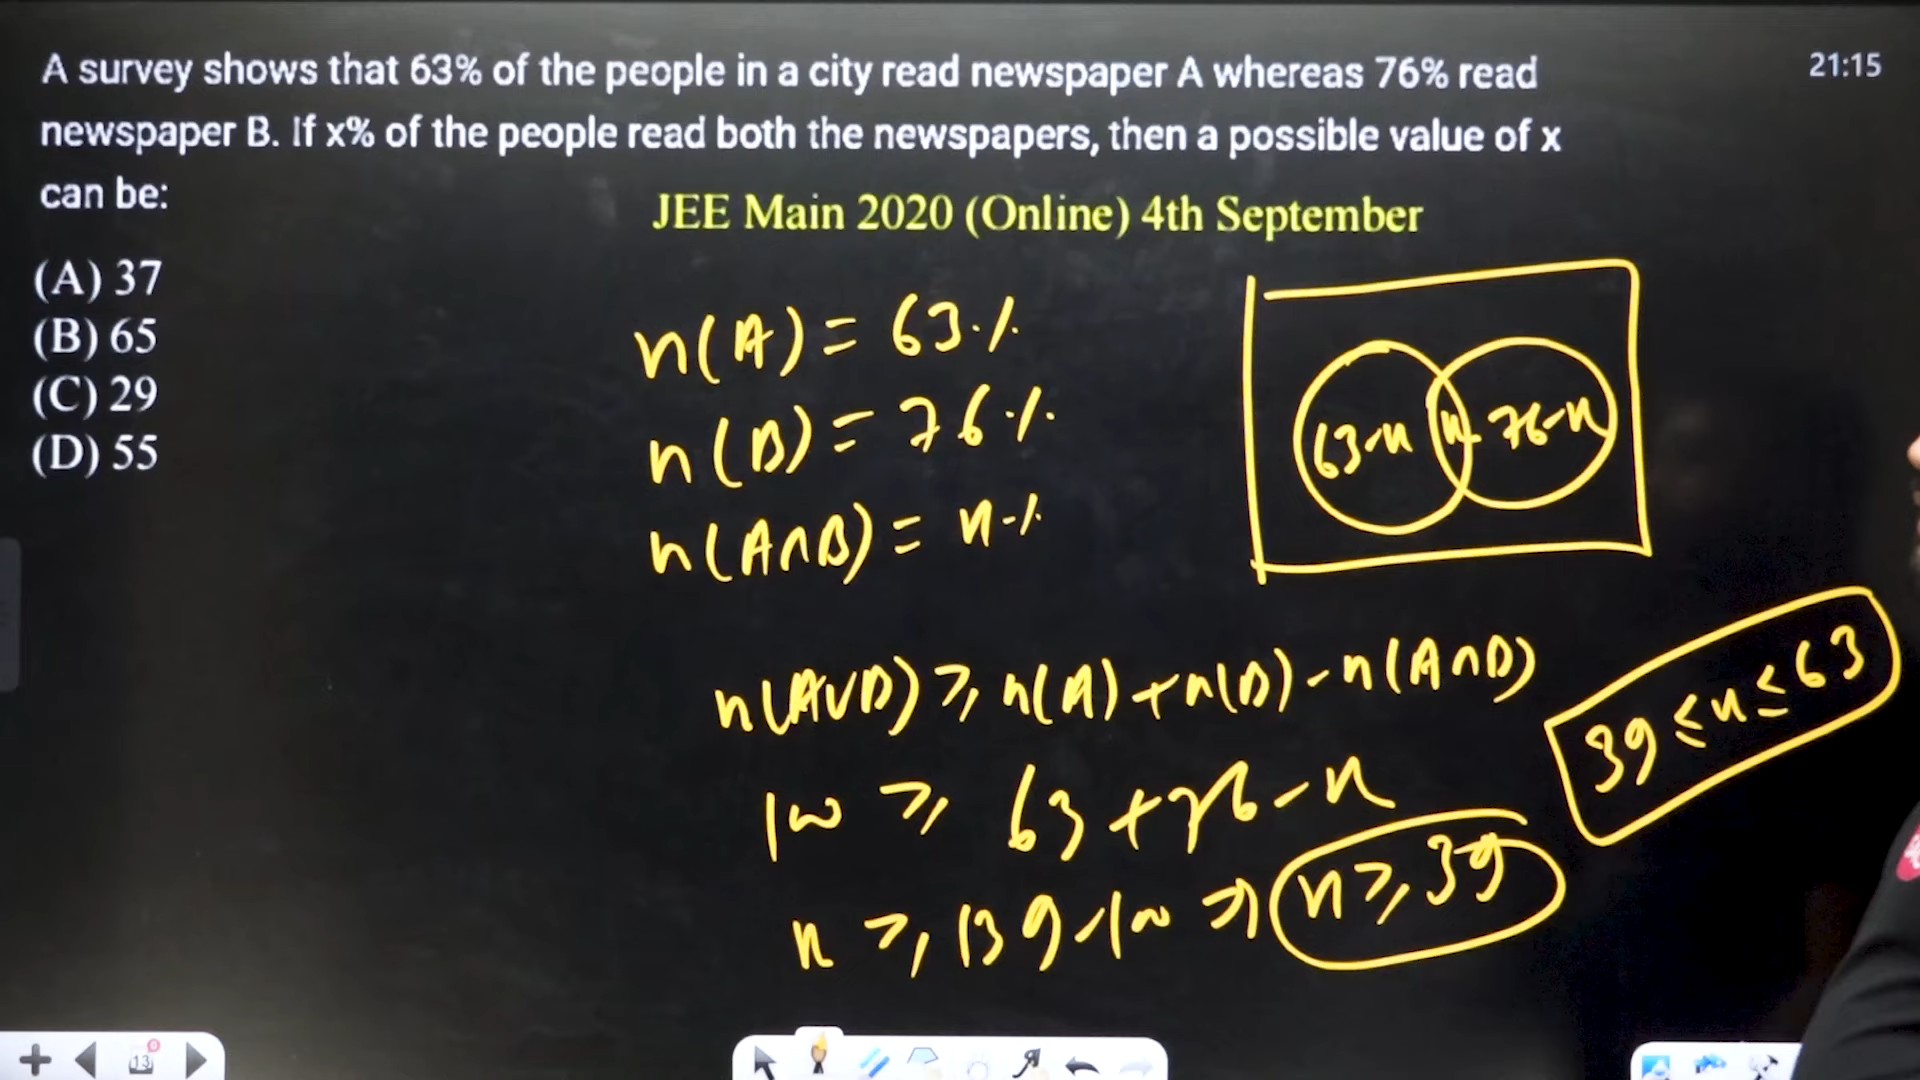 A survey shows that 63% of the people in a city read newspaper A whereas 76% read
newspaper B. If x% of the people read both the newspapers, then a possible value of x
can be:
21:15
JEE Main 2020 (Online) 4th September
(A) 37
(B) 65
(C) 29
(D) 55
n(A) = 63%
n(B) = 76%
n(A∩B) = x%
63-x x 76-x
n(A∪B) ≥ n(A) + n(B) - n(A∩B)
39 ≤ x ≤ 63
100 ≥ 63 + 76 - x
x ≥ 139 - 100 ⇒ x ≥ 39
13